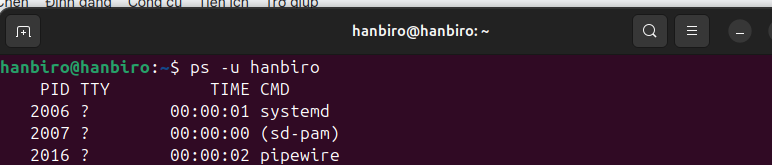 Chèn Định dạng Công cụ Tiện ích Trợ giúp
hanbiro@hanbiro: ~
hanbiro@hanbiro:~$ ps -u hanbiro
PID TTY TIME CMD
2006 ? 00:00:01 systemd
2007 ? 00:00:00 (sd-pam)
2016 ? 00:00:02 pipewire